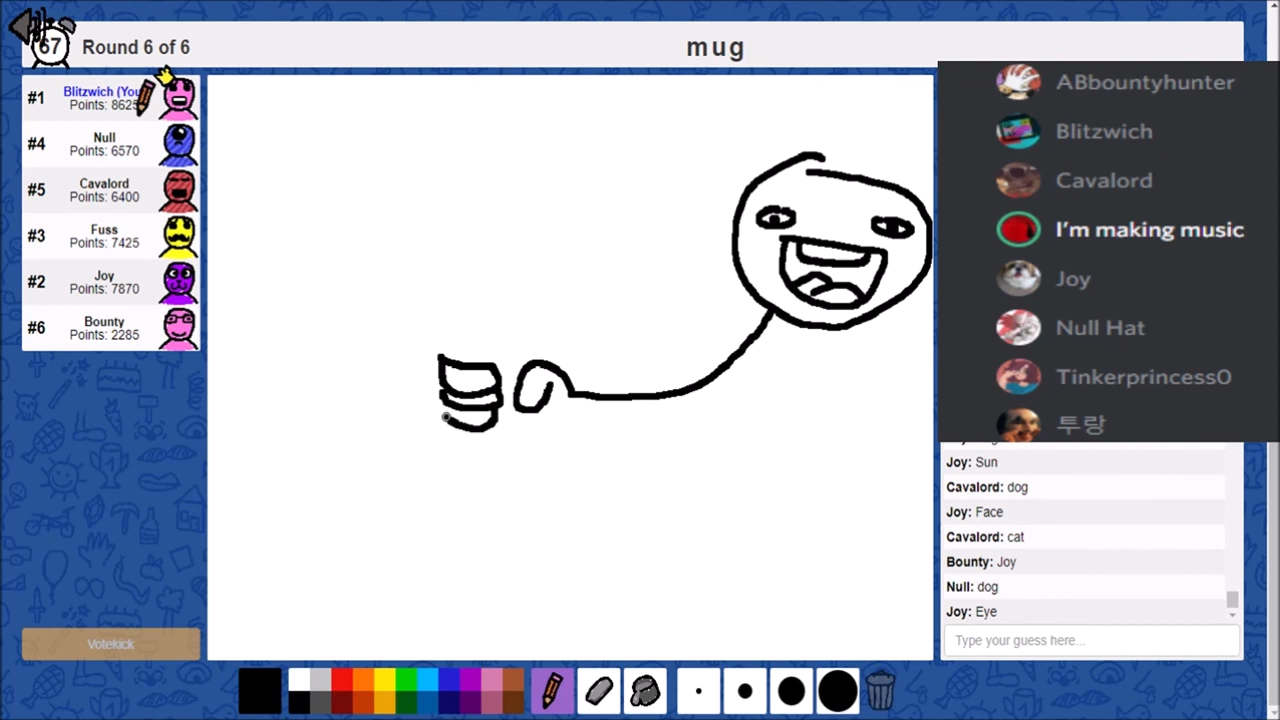 67
Round 6 of 6
mug
#1
Blitzwich (You
Points: 8625
#4
Null
Points: 6570
#5
Cavalord
Points: 6400
#3
Fuss
Points: 7425
#2
Joy
Points: 7870
#6
Bounty
Points: 2285
Votekick
ABbountyhunter
Blitzwich
Cavalord
I'm making music
Joy
Null Hat
Tinkerprincess0
투랑
Joy: Sun
Cavalord: dog
Joy: Face
Cavalord: cat
Bounty: Joy
Null: dog
Joy: Eye
Type your guess here...